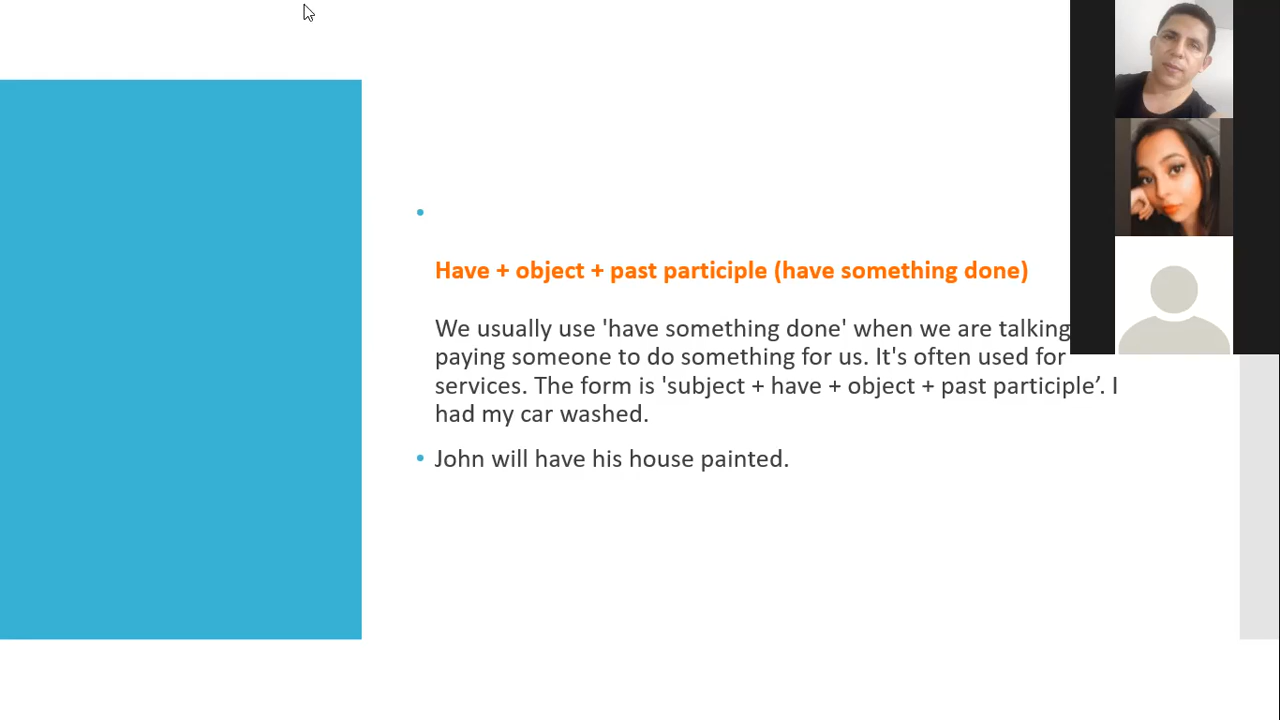 Have + object + past participle (have something done)
We usually use 'have something done' when we are talking
paying someone to do something for us. It's often used for
services. The form is 'subject + have + object + past participle’. I
had my car washed.
John will have his house painted.